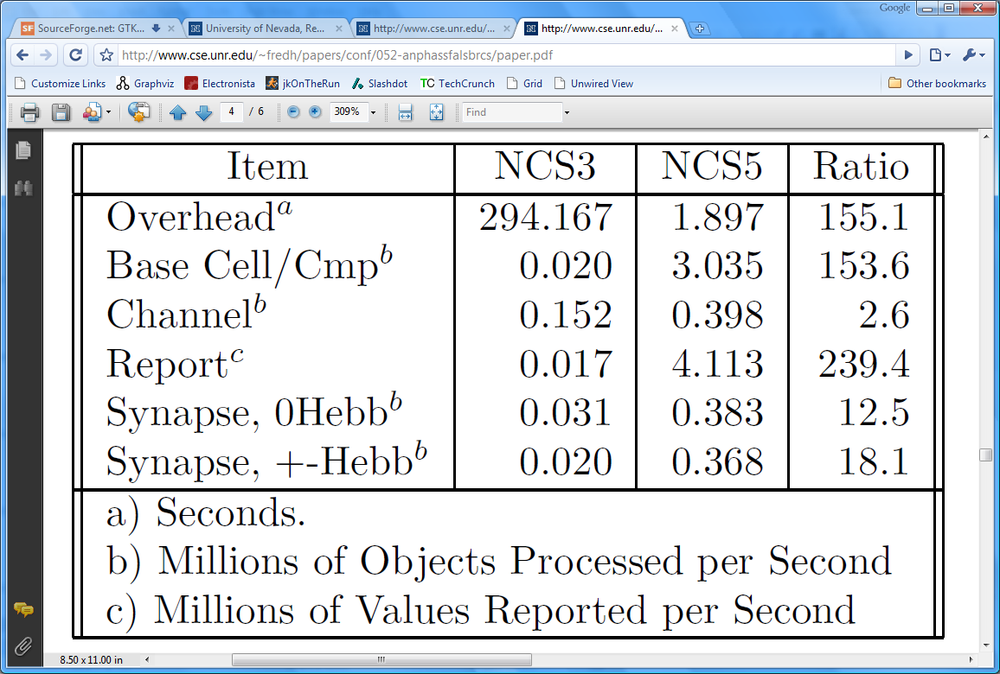 Google
SourceForge.net: GTK... University of Nevada, Re... http://www.cse.unr.edu/... http://www.cse.unr.edu/...
http://www.cse.unr.edu/~fredh/papers/conf/052-anphassfalsbrcs/paper.pdf
Customize Links Graphviz Electronista jkOnTheRun Slashdot TC TechCrunch Grid Unwired View Other bookmarks
4 / 6 309% Find
Item NCS3 NCS5 Ratio
Overhead^a 294.167 1.897 155.1
Base Cell/Cmp^b 0.020 3.035 153.6
Channel^b 0.152 0.398 2.6
Report^c 0.017 4.113 239.4
Synapse, 0Hebb^b 0.031 0.383 12.5
Synapse, +-Hebb^b 0.020 0.368 18.1
a) Seconds.
b) Millions of Objects Processed per Second
c) Millions of Values Reported per Second
8.50 x 11.00 in